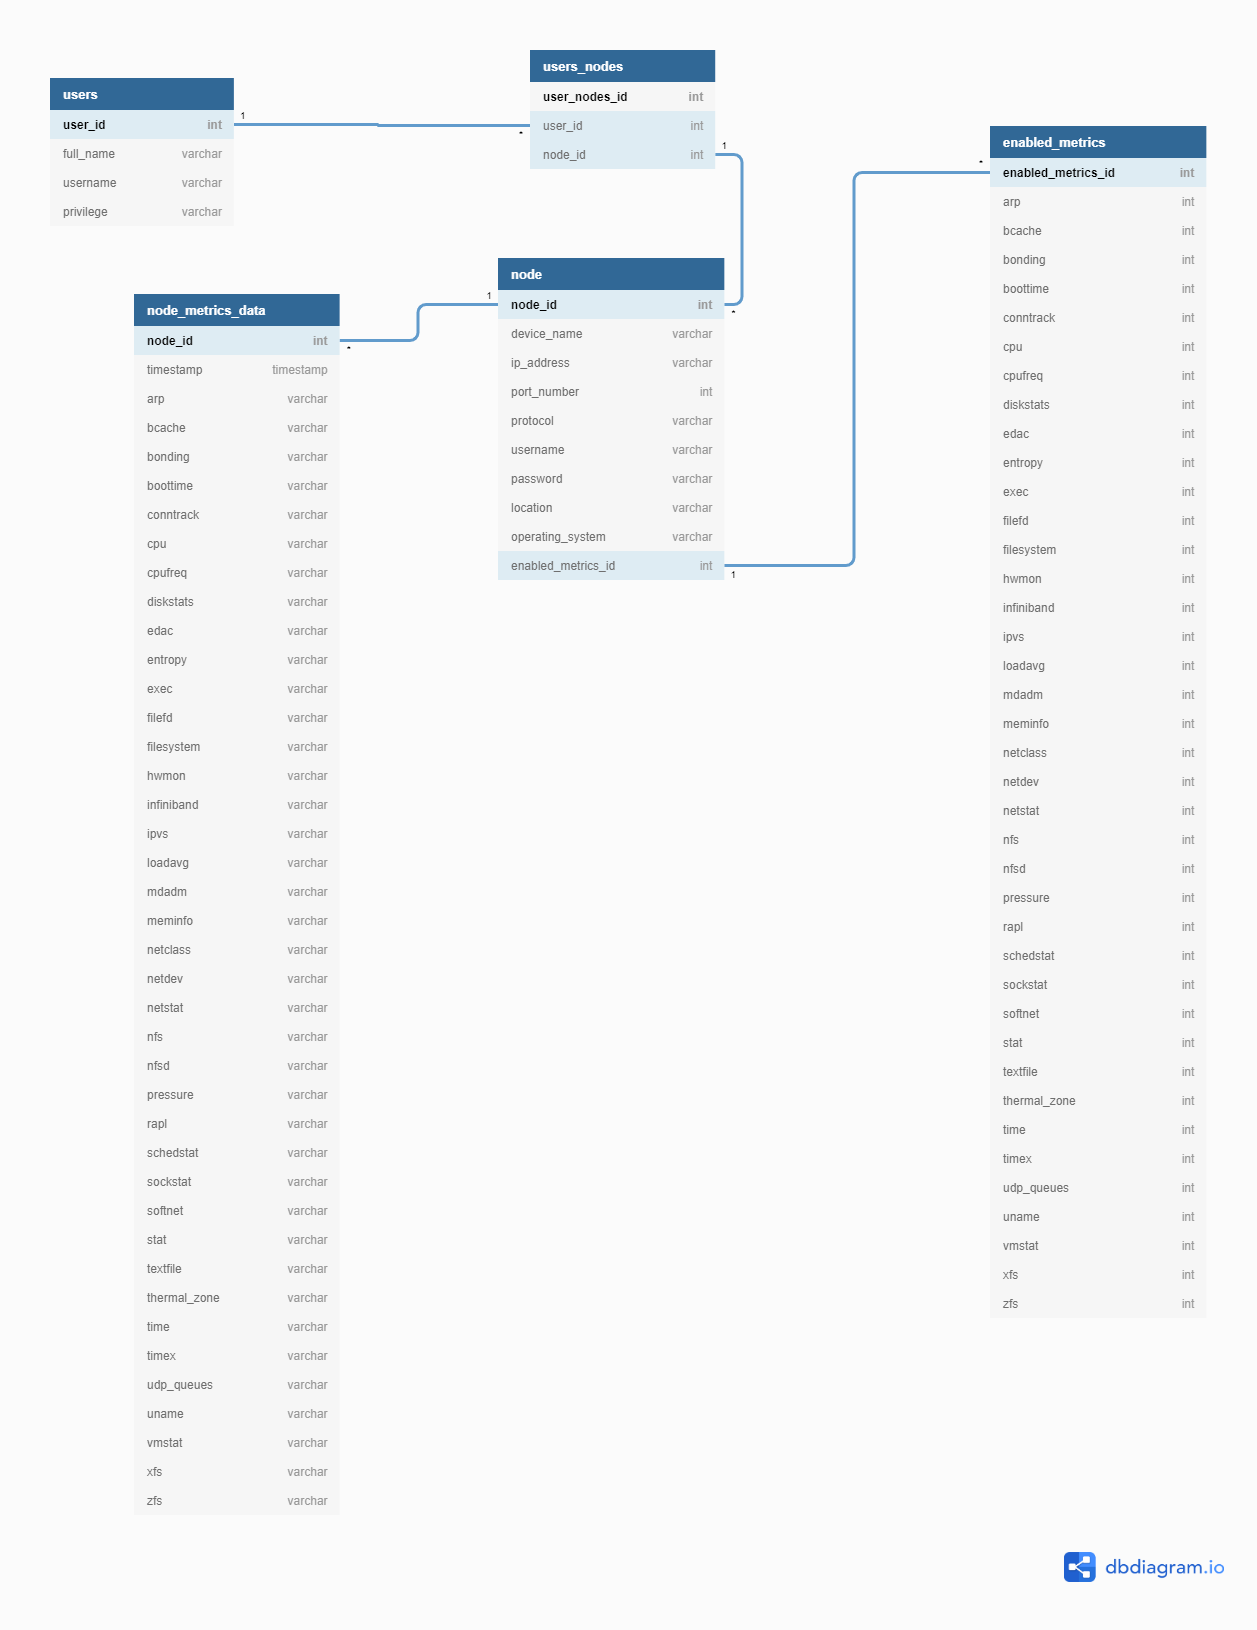 users
user_id int
full_name varchar
username varchar
privilege varchar
1
*
users_nodes
user_nodes_id int
user_id int
node_id int
1
*
node
node_id int
device_name varchar
ip_address varchar
port_number int
protocol varchar
username varchar
password varchar
location varchar
operating_system varchar
enabled_metrics_id int
1
*
1
*
node_metrics_data
node_id int
timestamp timestamp
arp varchar
bcache varchar
bonding varchar
boottime varchar
conntrack varchar
cpu varchar
cpufreq varchar
diskstats varchar
edac varchar
entropy varchar
exec varchar
filefd varchar
filesystem varchar
hwmon varchar
infiniband varchar
ipvs varchar
loadavg varchar
mdadm varchar
meminfo varchar
netclass varchar
netdev varchar
netstat varchar
nfs varchar
nfsd varchar
pressure varchar
rapl varchar
schedstat varchar
sockstat varchar
softnet varchar
stat varchar
textfile varchar
thermal_zone varchar
time varchar
timex varchar
udp_queues varchar
uname varchar
vmstat varchar
xfs varchar
zfs varchar
enabled_metrics
enabled_metrics_id int
arp int
bcache int
bonding int
boottime int
conntrack int
cpu int
cpufreq int
diskstats int
edac int
entropy int
exec int
filefd int
filesystem int
hwmon int
infiniband int
ipvs int
loadavg int
mdadm int
meminfo int
netclass int
netdev int
netstat int
nfs int
nfsd int
pressure int
rapl int
schedstat int
sockstat int
softnet int
stat int
textfile int
thermal_zone int
time int
timex int
udp_queues int
uname int
vmstat int
xfs int
zfs int
dbdiagram.io